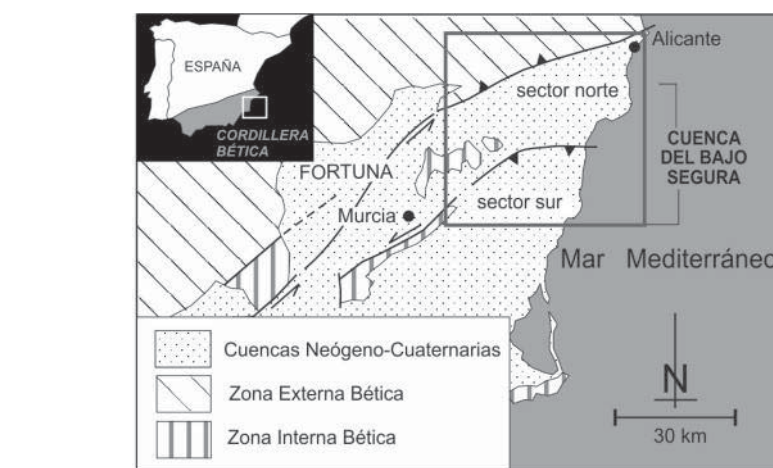 ESPAÑA
CORDILLERA
BÉTICA
Alicante
sector norte
CUENCA
DEL BAJO
SEGURA
FORTUNA
Murcia
sector sur
Mar Mediterráneo
Cuencas Neógeno-Cuaternarias
Zona Externa Bética
Zona Interna Bética
N
30 km